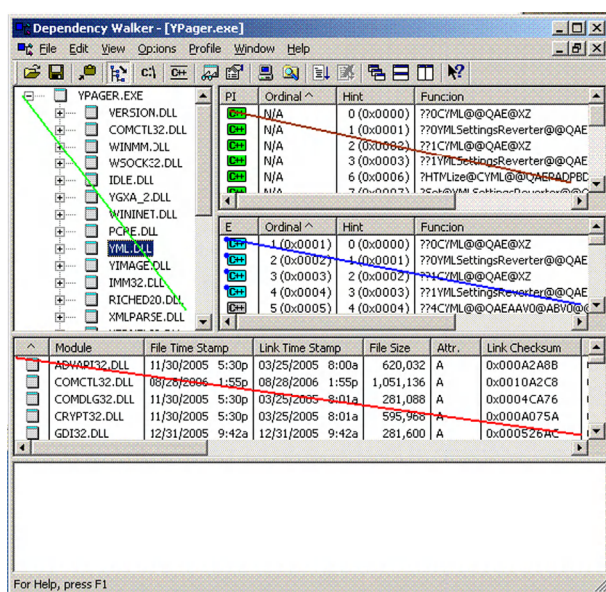 Dependency Walker - [YPager.exe]
File Edit View Options Profile Window Help
c:\ C++
YPAGER.EXE
VERSION.DLL
COMCTL32.DLL
WINMM.DLL
WSOCK32.DLL
IDLE.DLL
YGXA_2.DLL
WININET.DLL
PCRE.DLL
YML.DLL
YIMAGE.DLL
IMM32.DLL
RICHED20.DLL
XMLPARSE.DLL
PI Ordinal ^ Hint Function
C++ N/A 0 (0x0000) ??0CYML@@QAE@XZ
C++ N/A 1 (0x0001) ??0YMLSettingsReverter@@QAE
C++ N/A 2 (0x0002) ??1CYML@@QAE@XZ
C++ N/A 3 (0x0003) ??1YMLSettingsReverter@@QAE
N/A 6 (0x0006) ?HTMLize@CYML@@QAEPADPBD
N/A 7 (0x0007)
E Ordinal ^ Hint Function
C++ 1 (0x0001) 0 (0x0000) ??0CYML@@QAE@XZ
C++ 2 (0x0002) 1 (0x0001) ??0YMLSettingsReverter@@QAE
C++ 3 (0x0003) 2 (0x0002) ??1CYML@@QAE@XZ
C++ 4 (0x0004) 3 (0x0003) ??1YMLSettingsReverter@@QAE
C++ 5 (0x0005) 4 (0x0004) ??4CYML@@QAEAAV0@ABV0@
^ Module File Time Stamp Link Time Stamp File Size Attr. Link Checksum
ADVAPI32.DLL 11/30/2005 5:30p 03/25/2005 8:00a 620,032 A 0x000A2A8B
COMCTL32.DLL 08/28/2006 1:55p 08/28/2006 1:55p 1,051,136 A 0x0010A2C8
COMDLG32.DLL 11/30/2005 5:30p 03/25/2005 8:01a 281,088 A 0x0004CA76
CRYPT32.DLL 11/30/2005 5:30p 03/25/2005 8:01a 595,968 A 0x000A075A
GDI32.DLL 12/31/2005 9:42a 12/31/2005 9:42a 281,600 A 0x000526AC
For Help, press F1